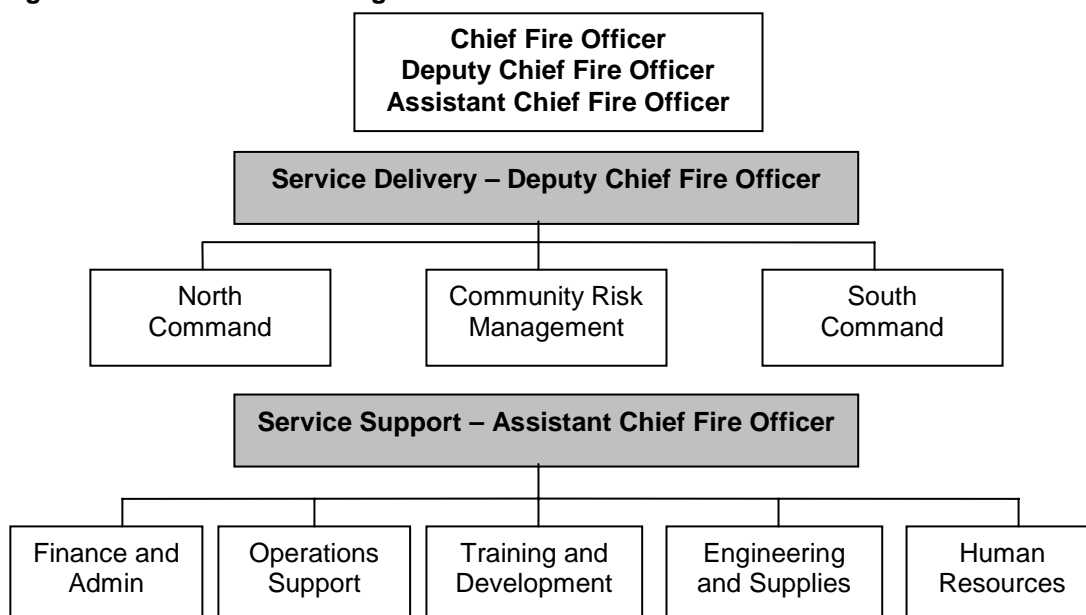 Chief Fire Officer
Deputy Chief Fire Officer
Assistant Chief Fire Officer
Service Delivery – Deputy Chief Fire Officer
North
Command
Community Risk
Management
South
Command
Service Support – Assistant Chief Fire Officer
Finance and
Admin
Operations
Support
Training and
Development
Engineering
and Supplies
Human
Resources